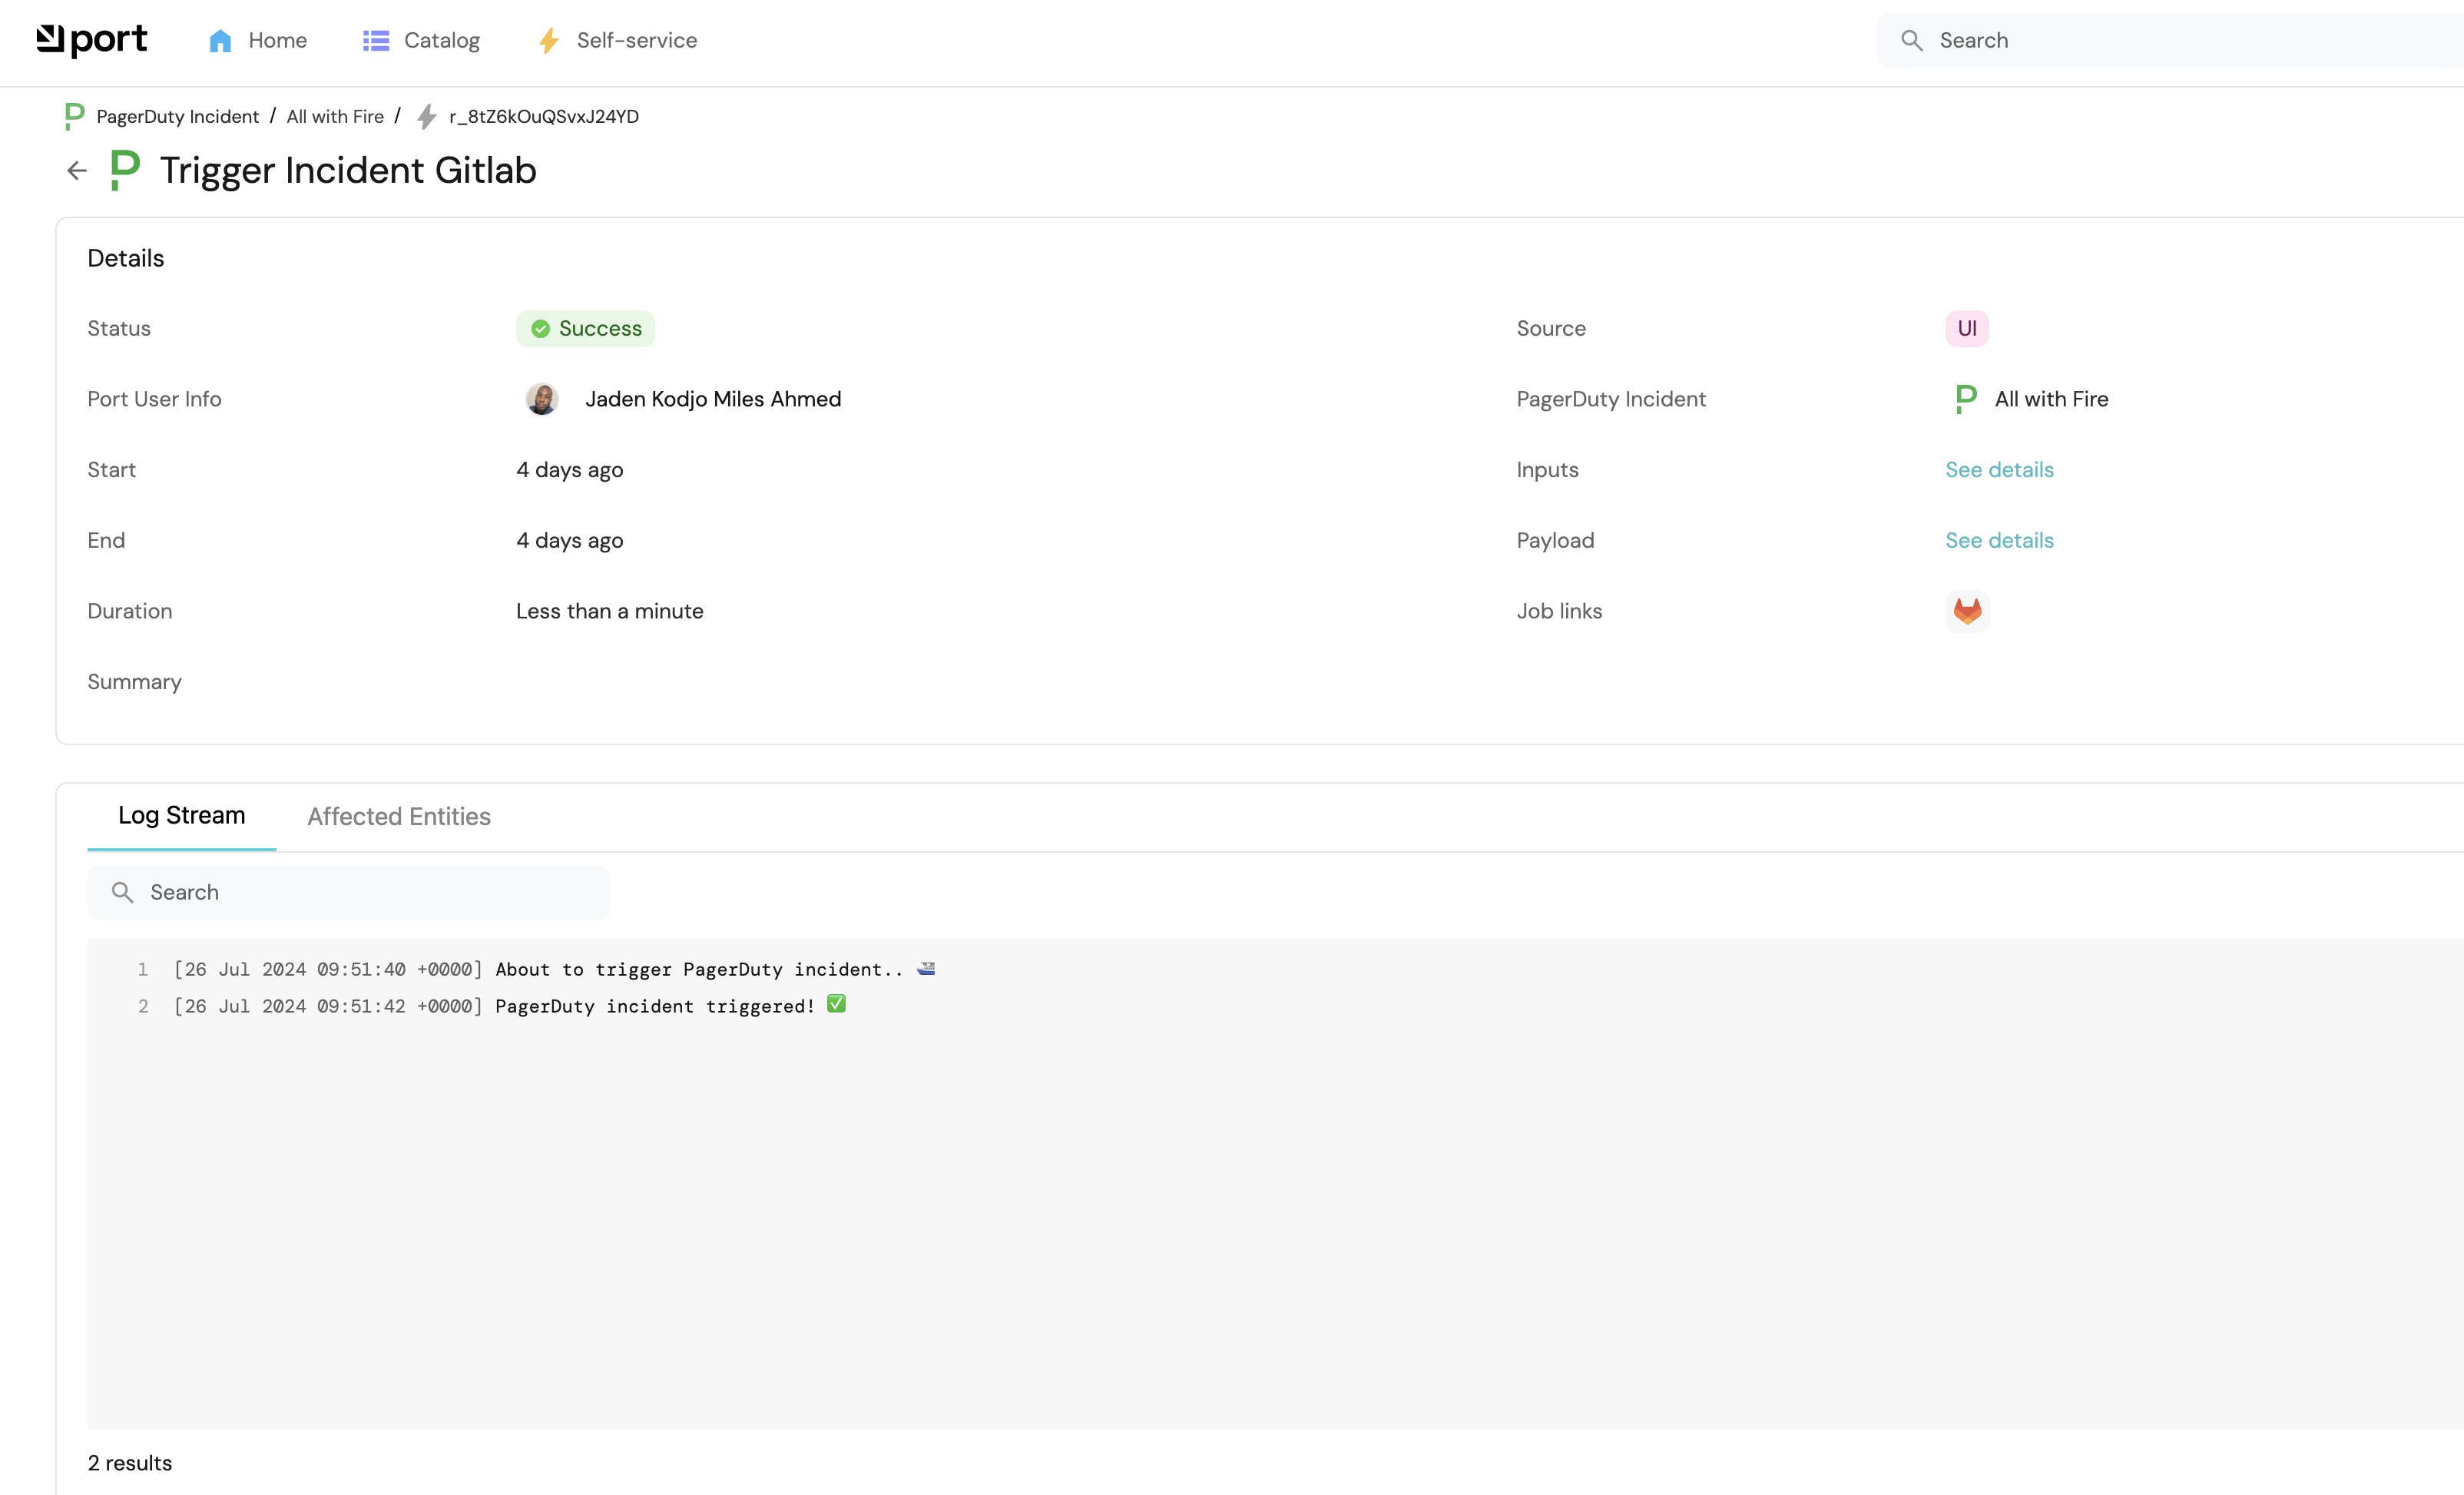 port Home Catalog Self-service Search
PagerDuty Incident / All with Fire / r_8tZ6kOuQSvxJ24YD
Trigger Incident Gitlab
Details
Status Success Source UI
Port User Info Jaden Kodjo Miles Ahmed PagerDuty Incident All with Fire
Start 4 days ago Inputs See details
End 4 days ago Payload See details
Duration Less than a minute Job links
Summary
Log Stream Affected Entities
Search
1 [26 Jul 2024 09:51:40 +0000] About to trigger PagerDuty incident.. 🚢
2 [26 Jul 2024 09:51:42 +0000] PagerDuty incident triggered! ✅
2 results